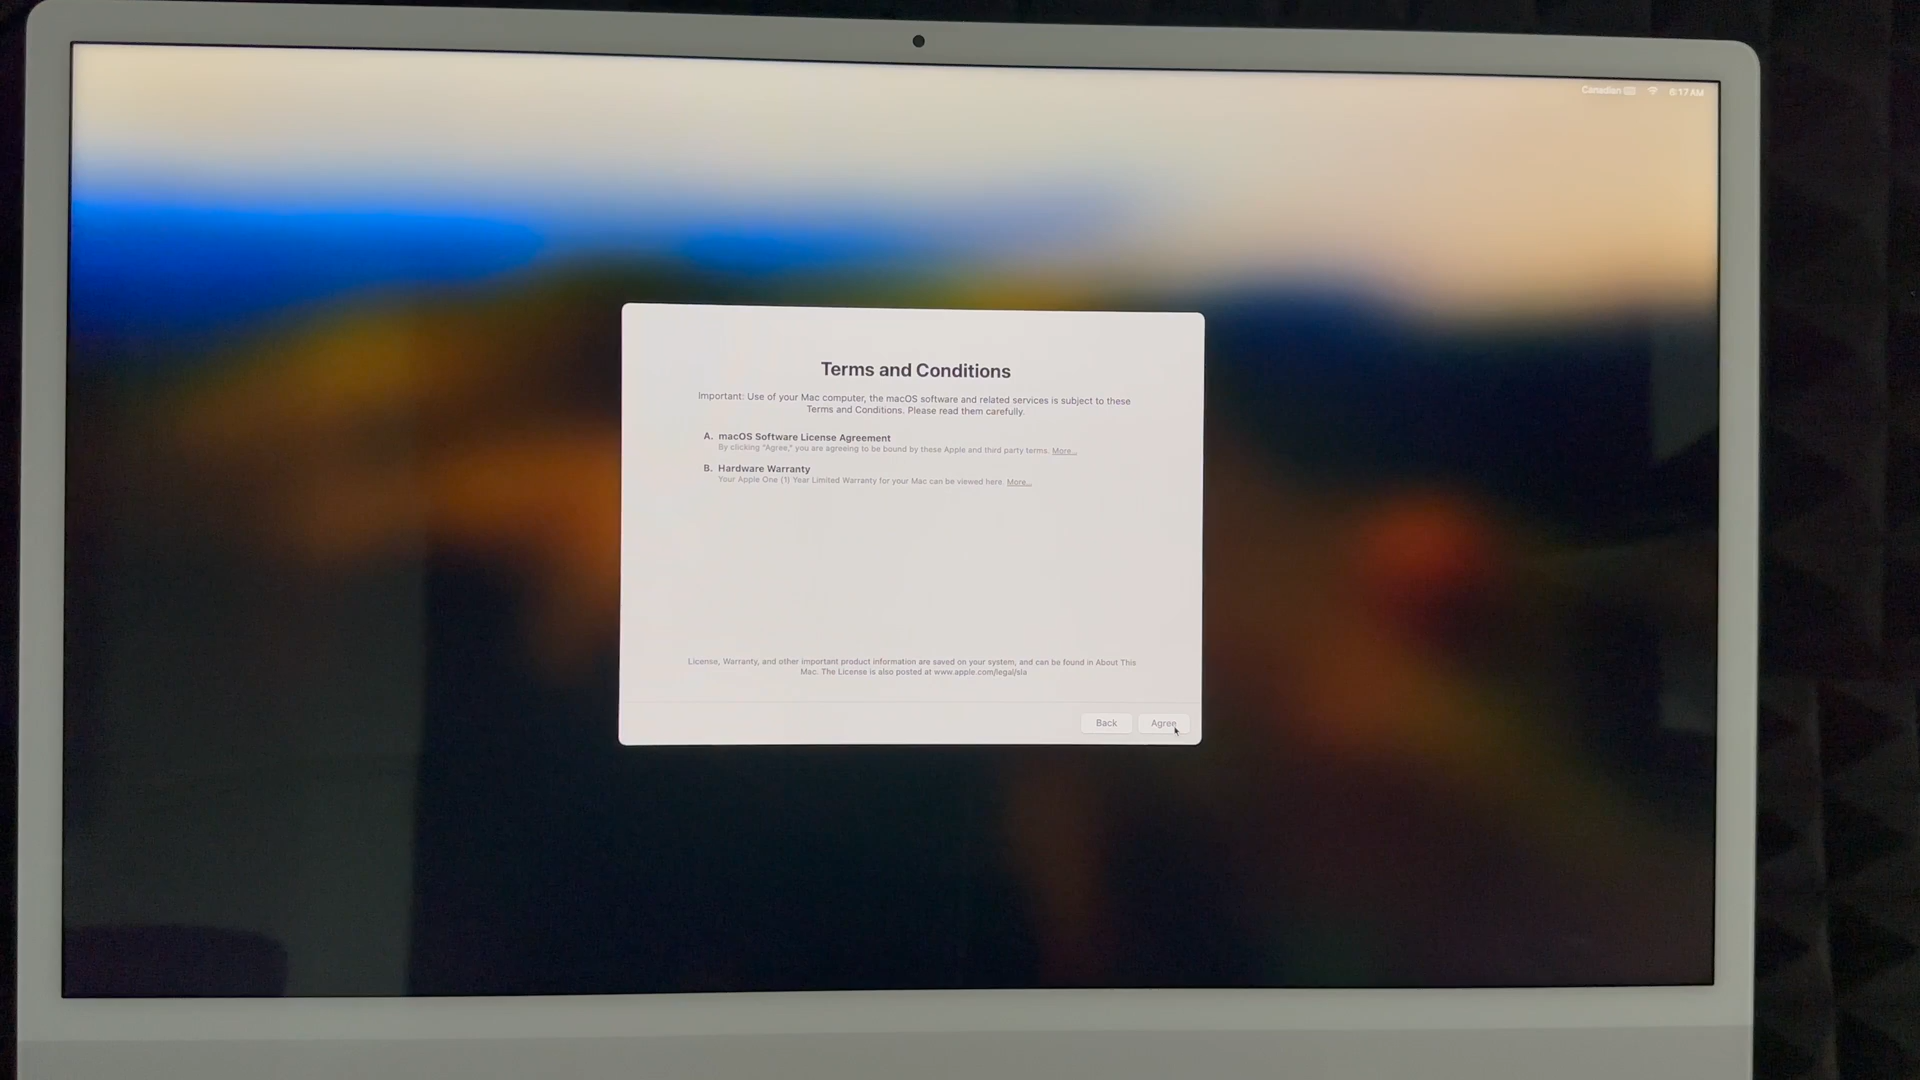 Canadian 8:17 AM
Terms and Conditions
Important: Use of your Mac computer, the macOS software and related services is subject to these
Terms and Conditions. Please read them carefully.
A. macOS Software License Agreement
By clicking "Agree," you are agreeing to be bound by these Apple and third party terms. More...
B. Hardware Warranty
Your Apple One (1) Year Limited Warranty for your Mac can be viewed here. More...
License, Warranty, and other important product information are saved on your system, and can be found in About This
Mac. The License is also posted at www.apple.com/legal/sla
Back Agree